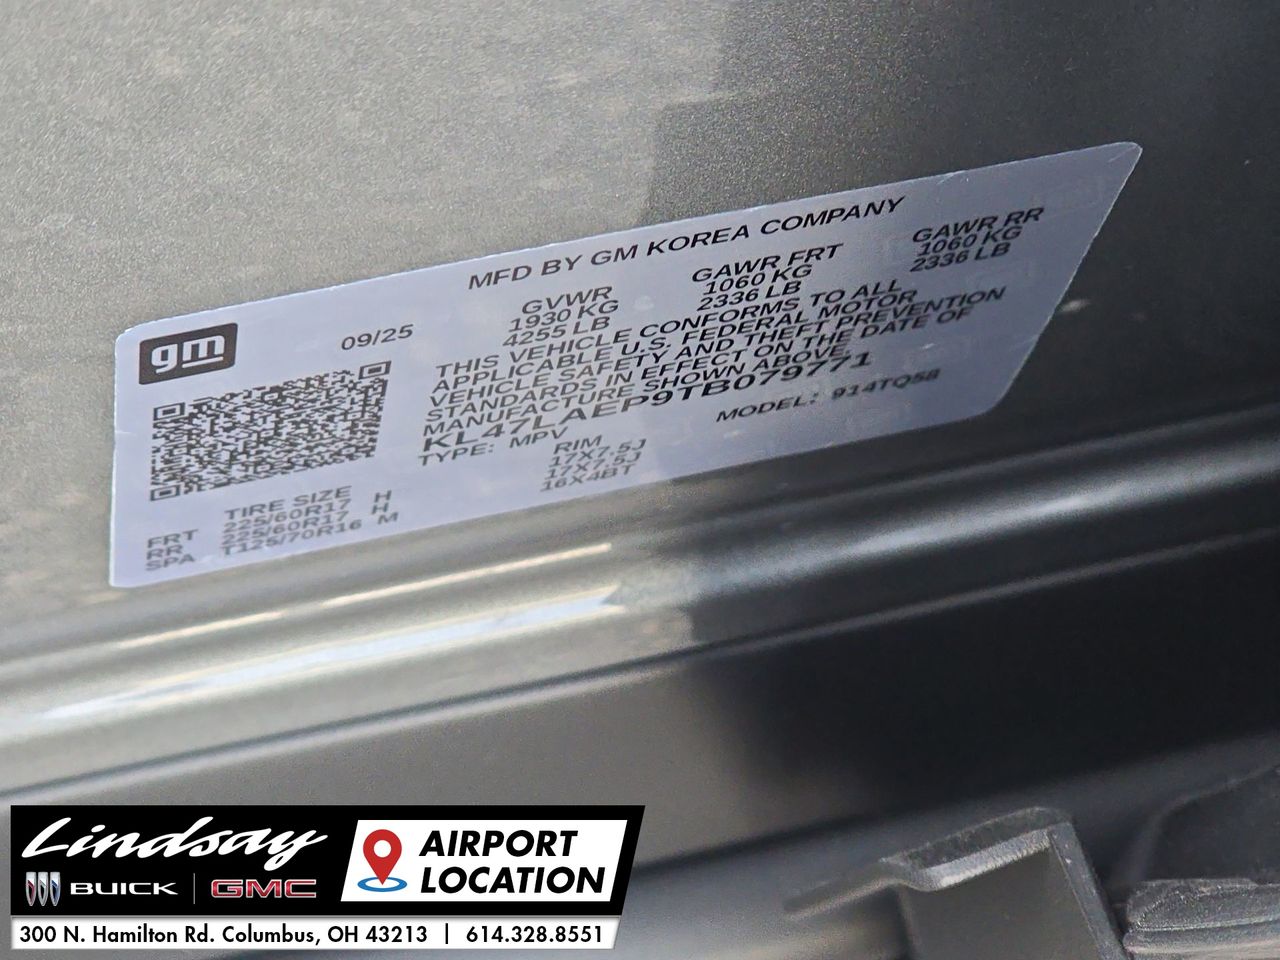 MFD BY GM KOREA COMPANY
gm
09/25
GVWR GAWR FRT GAWR RR
1930 KG 1060 KG 1060 KG
4255 LB 2336 LB 2336 LB
THIS VEHICLE CONFORMS TO ALL
APPLICABLE U.S. FEDERAL MOTOR
VEHICLE SAFETY AND THEFT PREVENTION
STANDARDS IN EFFECT ON THE DATE OF
MANUFACTURE SHOWN ABOVE.
KL47LAEP9TB079771
TYPE: MPV MODEL: 914TQ58
TIRE SIZE RIM
FRT 225/60R17 H 17X7.5J
RR 225/60R17 H 17X7.5J
SPA T125/70R16 M 16X4BT
Lindsay
BUICK | GMC
AIRPORT
LOCATION
300 N. Hamilton Rd. Columbus, OH 43213 | 614.328.8551